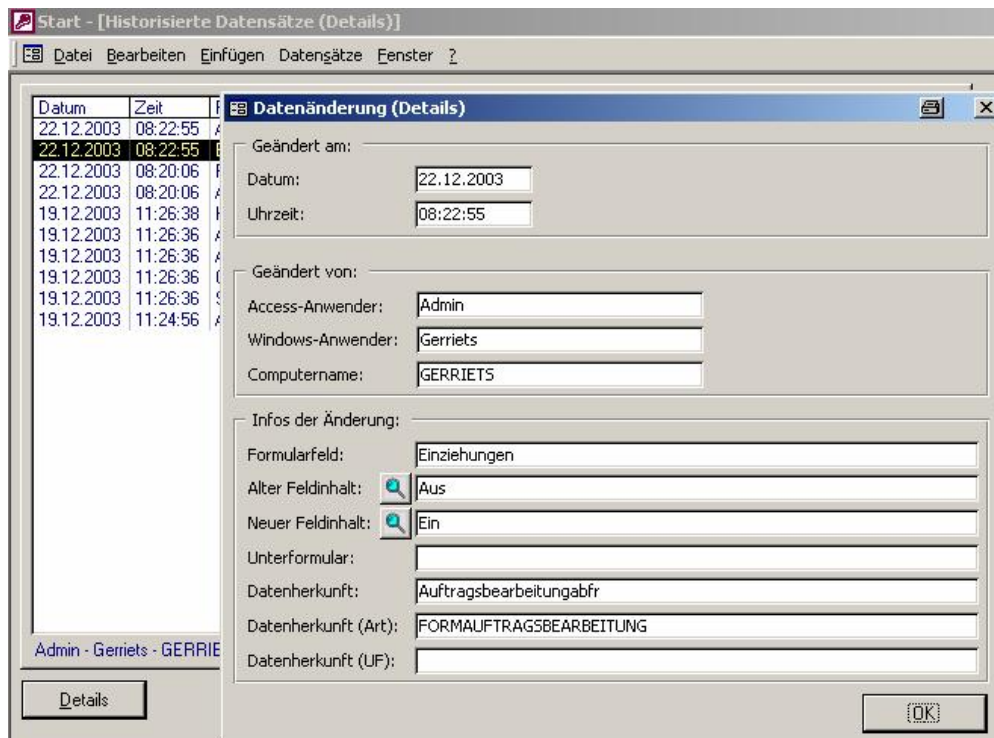 Start - [Historisierte Datensätze (Details)]
Datei Bearbeiten Einfügen Datensätze Fenster ?
Datum Zeit
22.12.2003 08:22:55
22.12.2003 08:22:55
22.12.2003 08:20:06
22.12.2003 08:20:06
19.12.2003 11:26:38
19.12.2003 11:26:36
19.12.2003 11:26:36
19.12.2003 11:26:36
19.12.2003 11:26:36
19.12.2003 11:24:56
Admin - Gerriets - GERRIE
Details
Datenänderung (Details)
Geändert am:
Datum: 22.12.2003
Uhrzeit: 08:22:55
Geändert von:
Access-Anwender: Admin
Windows-Anwender: Gerriets
Computername: GERRIETS
Infos der Änderung:
Formularfeld: Einziehungen
Alter Feldinhalt: Aus
Neuer Feldinhalt: Ein
Unterformular:
Datenherkunft: Auftragsbearbeitungabfr
Datenherkunft (Art): FORMAUFTRAGSBEARBEITUNG
Datenherkunft (UF):
OK